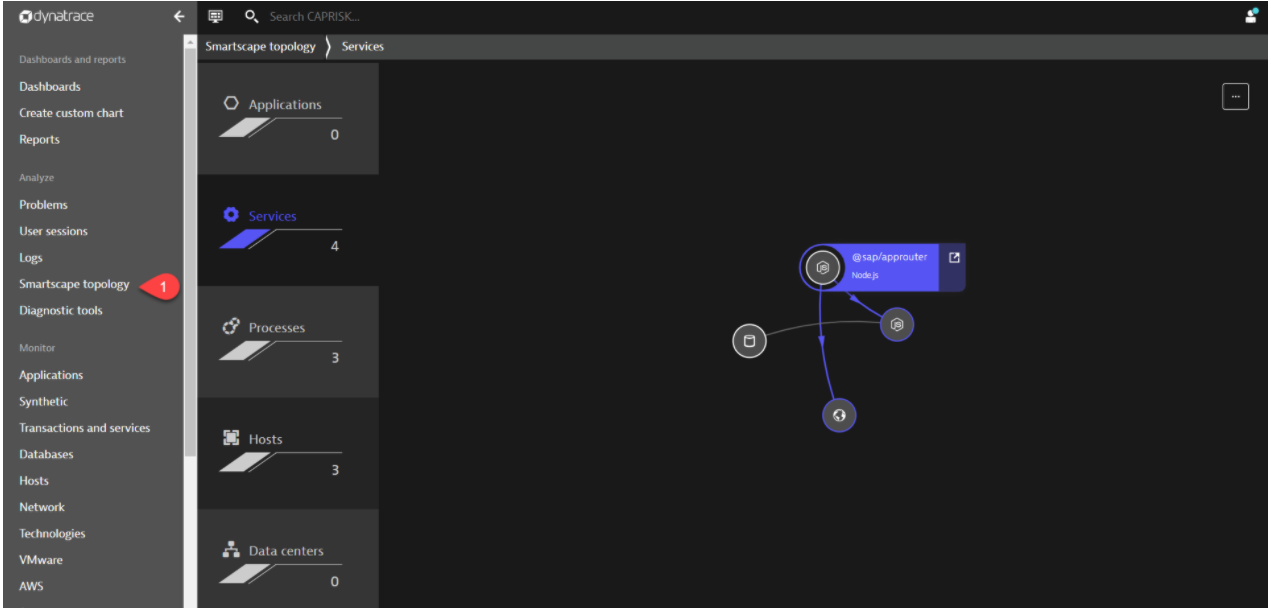 dynatrace
Search CAPRISK...
Smartscape topology
Services
Dashboards and reports
Dashboards
Create custom chart
Reports
Analyze
Problems
User sessions
Logs
Smartscape topology
1
Diagnostic tools
Monitor
Applications
Synthetic
Transactions and services
Databases
Hosts
Network
Technologies
VMware
AWS
Applications
0
Services
4
Processes
3
Hosts
3
Data centers
0
...
@sap/approuter
Node.js